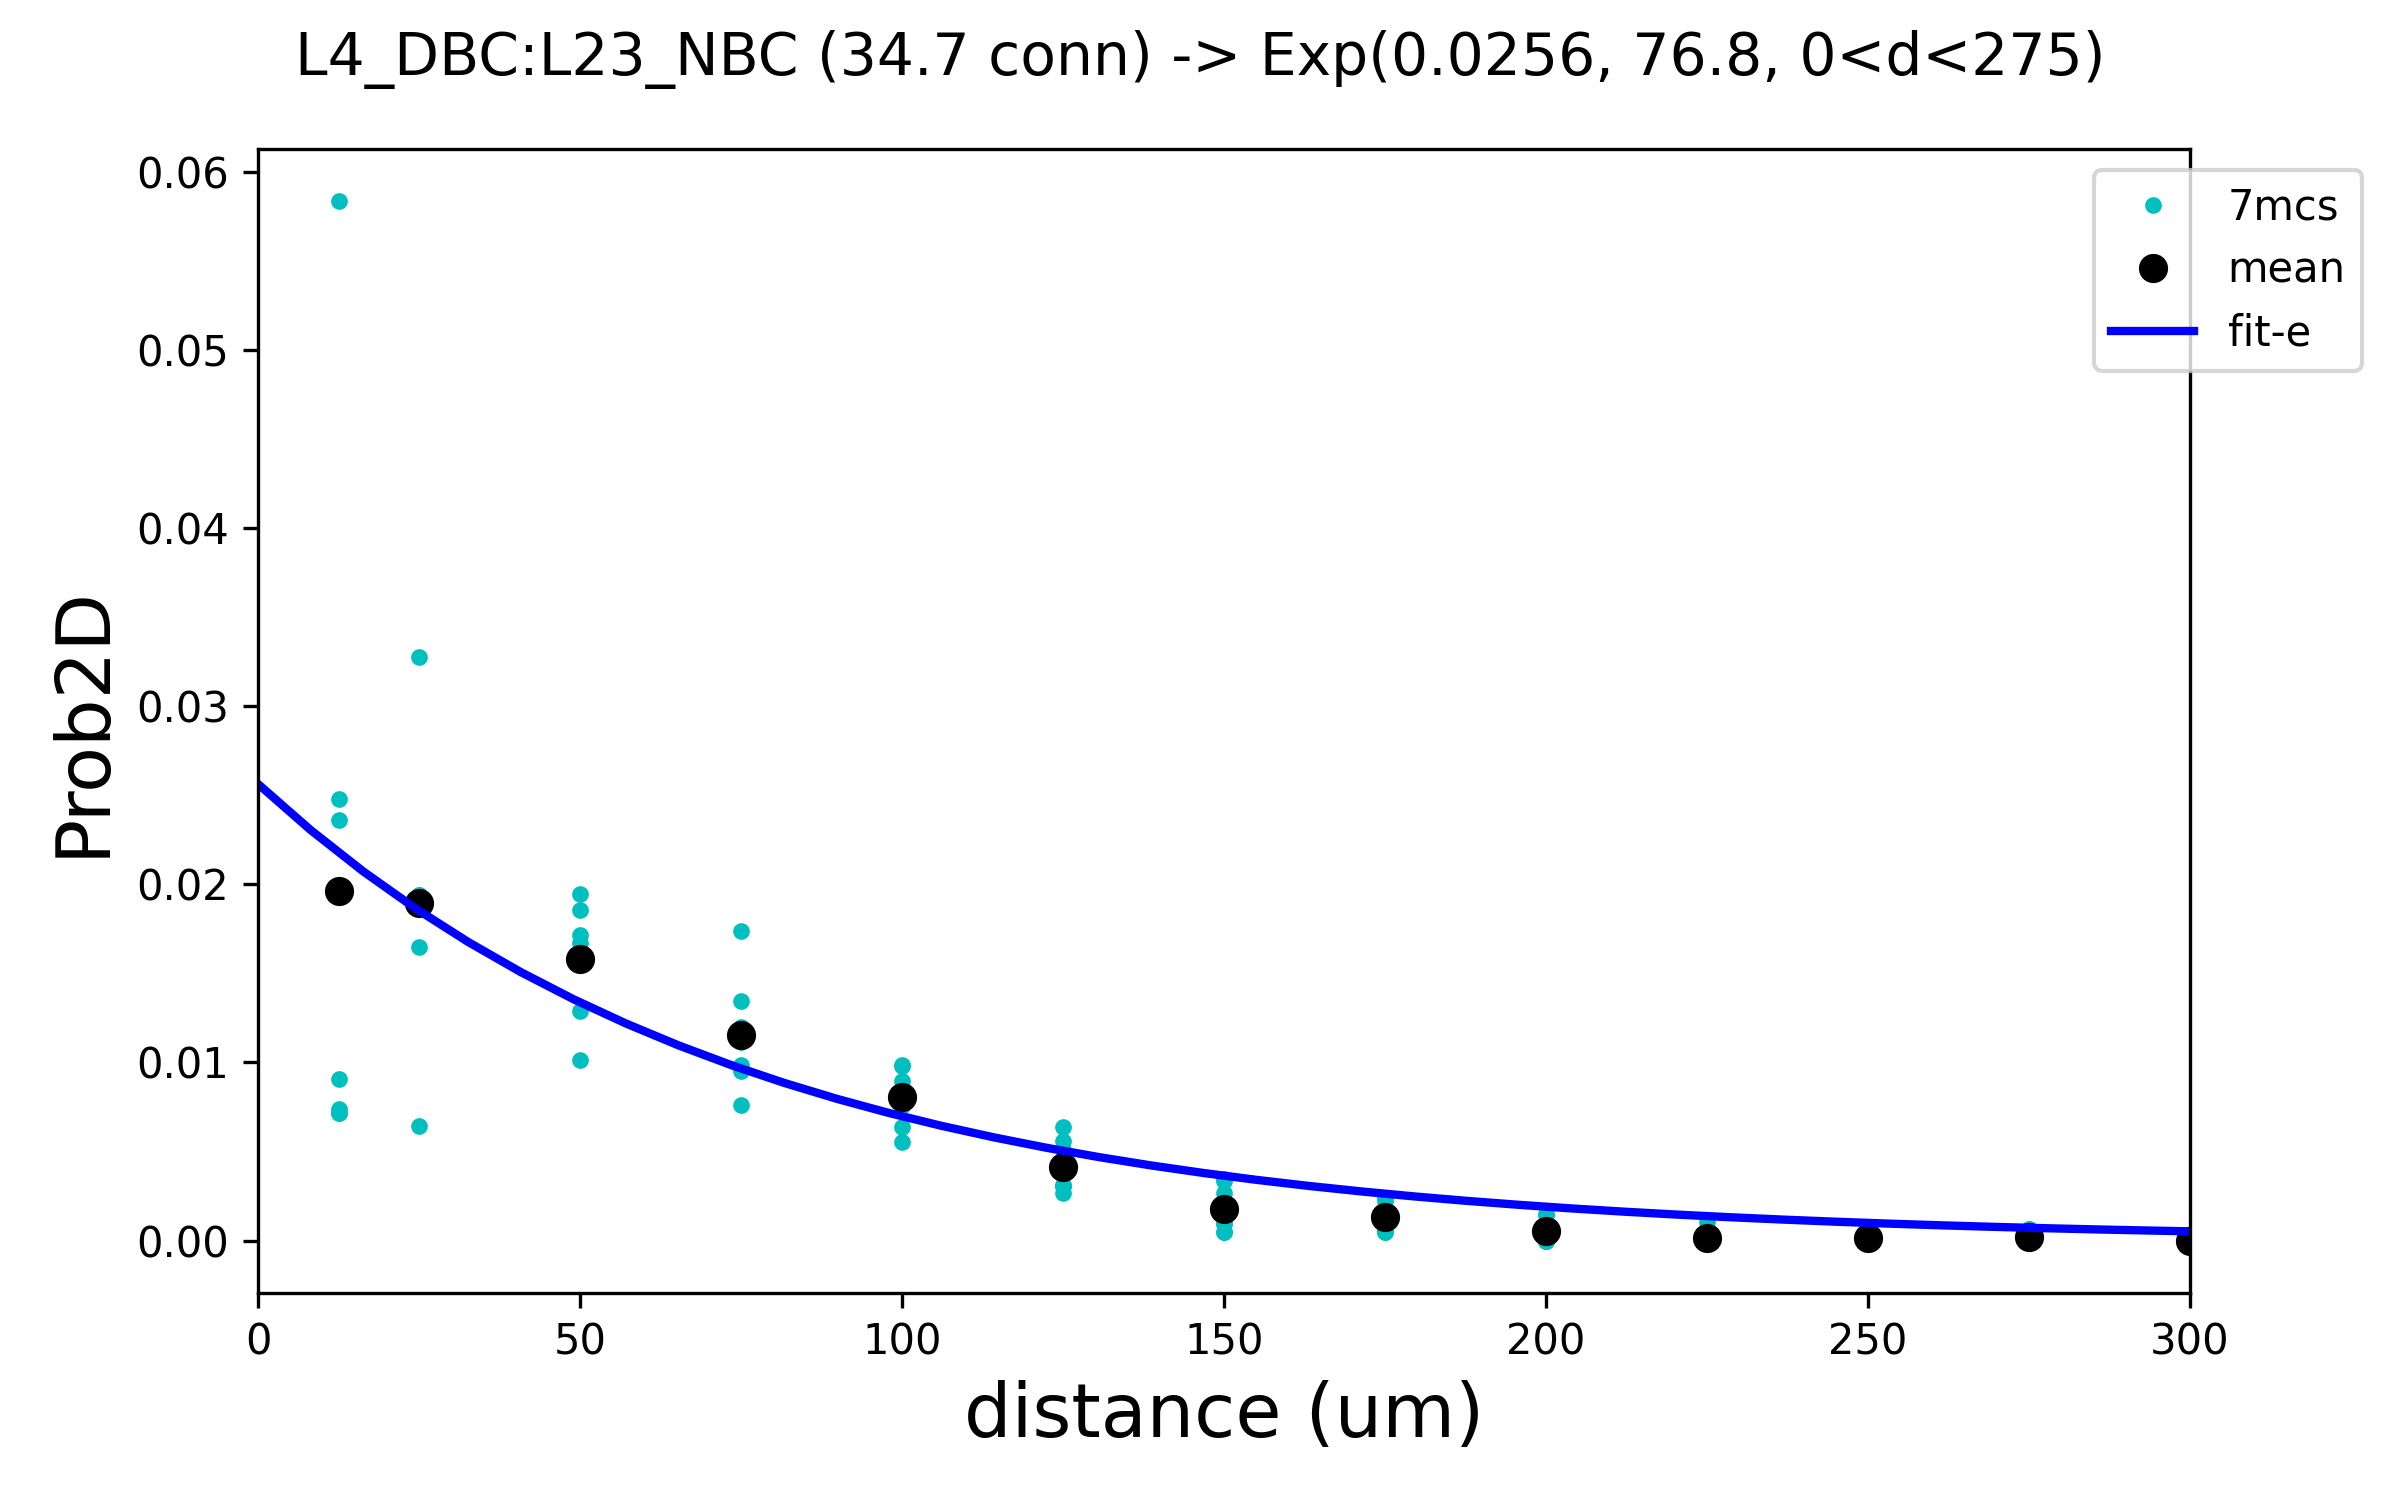 L4_DBC:L23_NBC (34.7 conn) -> Exp(0.0256, 76.8, 0<d<275)
7mcs
mean
fit-e
Prob2D
0.06
0.05
0.04
0.03
0.02
0.01
0.00
0 50 100 150 200 250 300
distance (um)